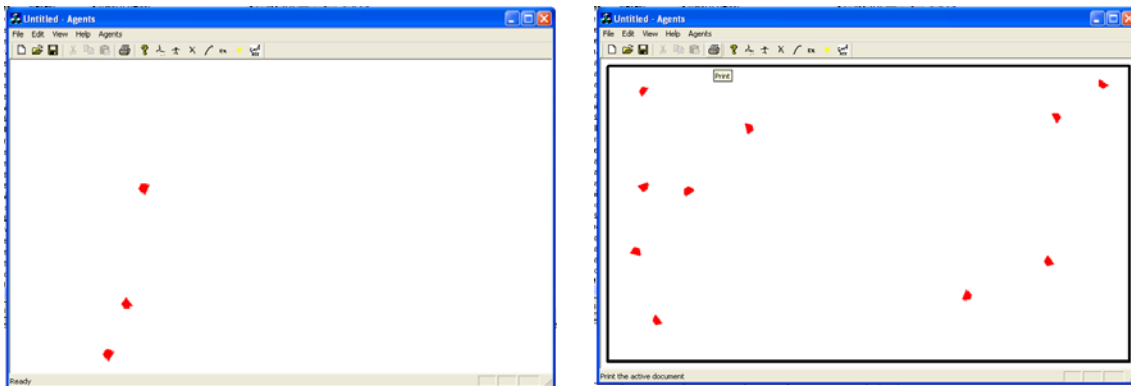 Untitled - Agents
File Edit View Help Agents
Ready
Untitled - Agents
File Edit View Help Agents
Print
Print the active document